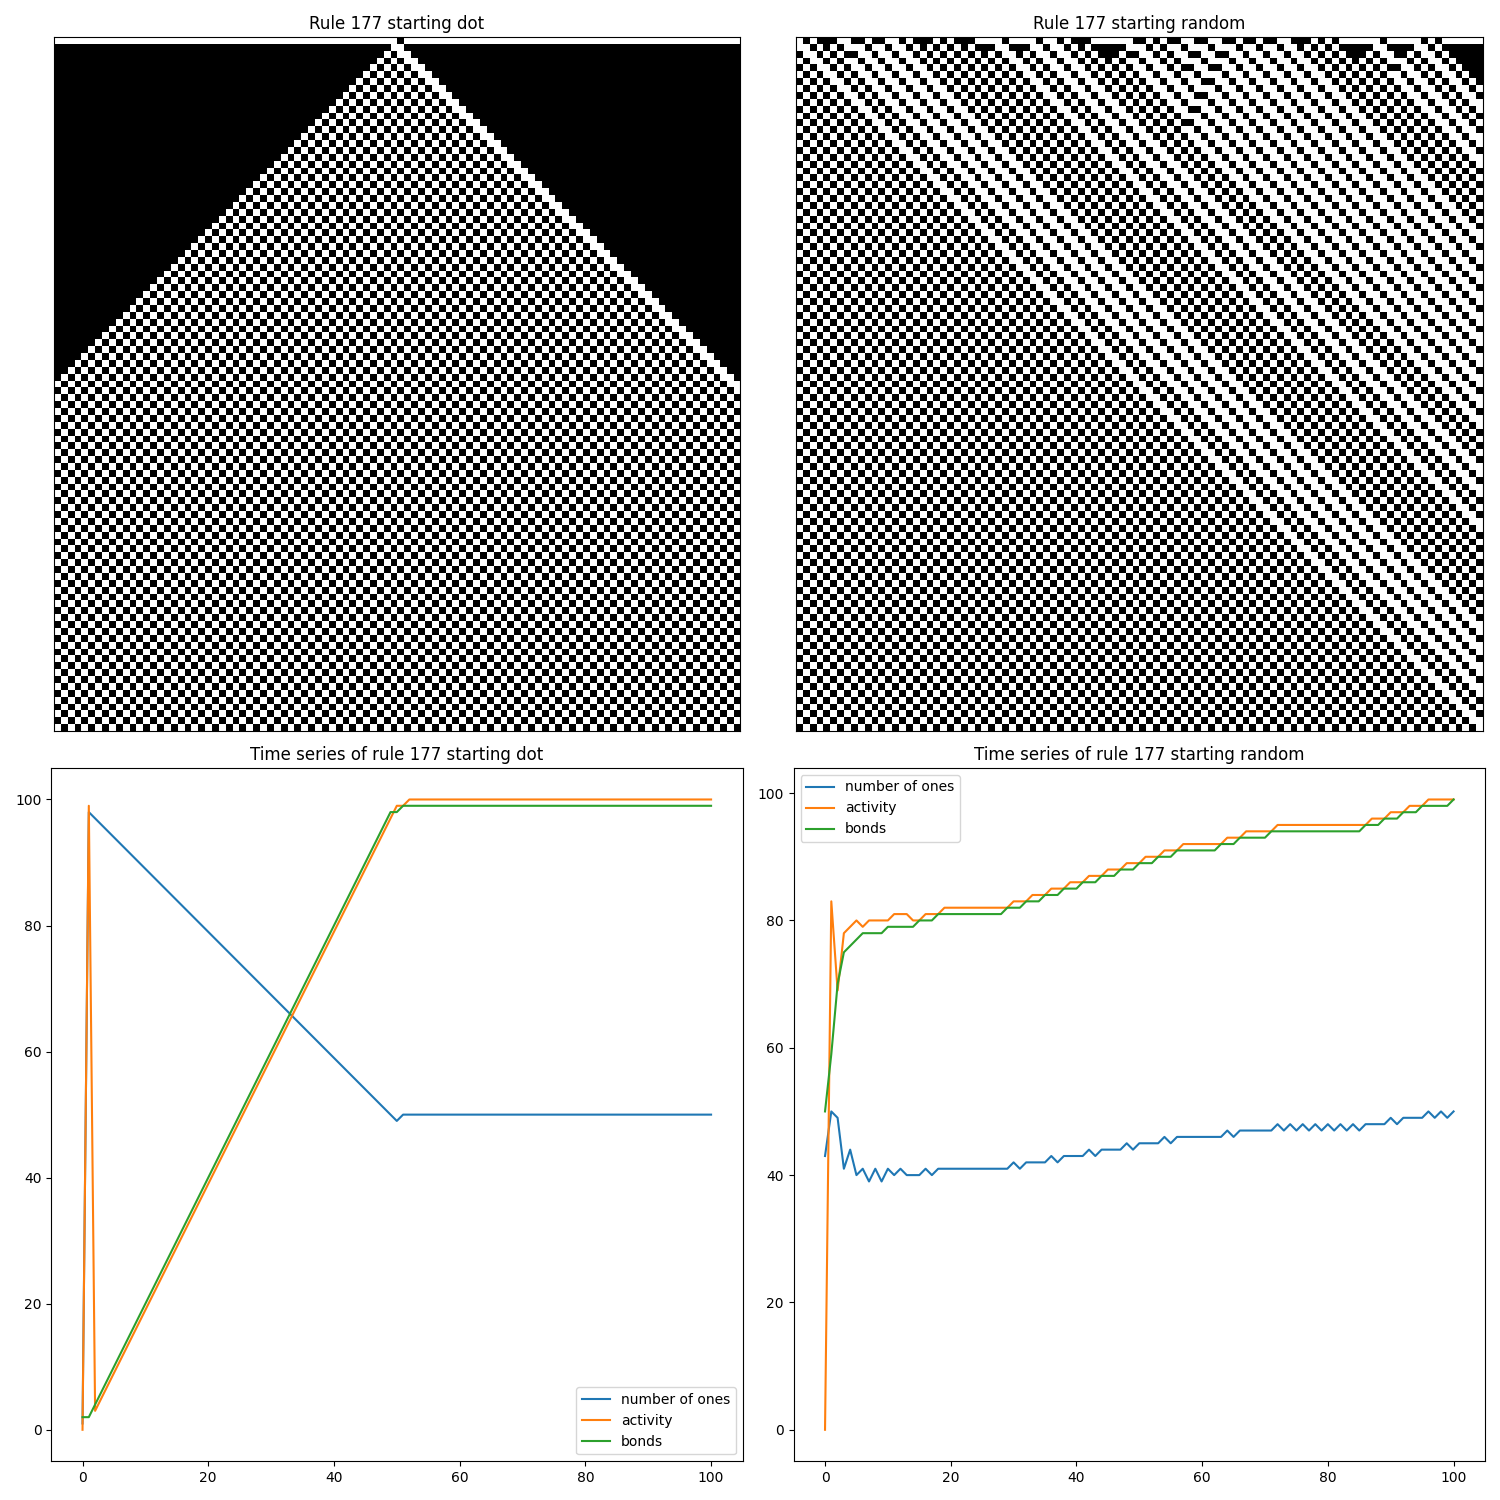 Rule 177 starting dot
Rule 177 starting random
Time series of rule 177 starting dot
100
80
60
40
20
0
0 20 40 60 80 100
number of ones
activity
bonds
Time series of rule 177 starting random
number of ones
activity
bonds
100
80
60
40
20
0
0 20 40 60 80 100